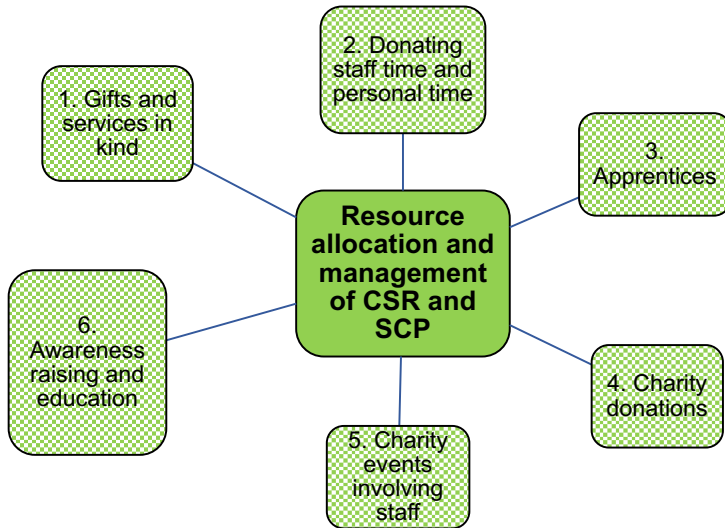 1. Gifts and
services in
kind
2. Donating
staff time and
personal time
3.
Apprentices
Resource
allocation and
management
of CSR and
SCP
4. Charity
donations
5. Charity
events
involving
staff
6.
Awareness
raising and
education